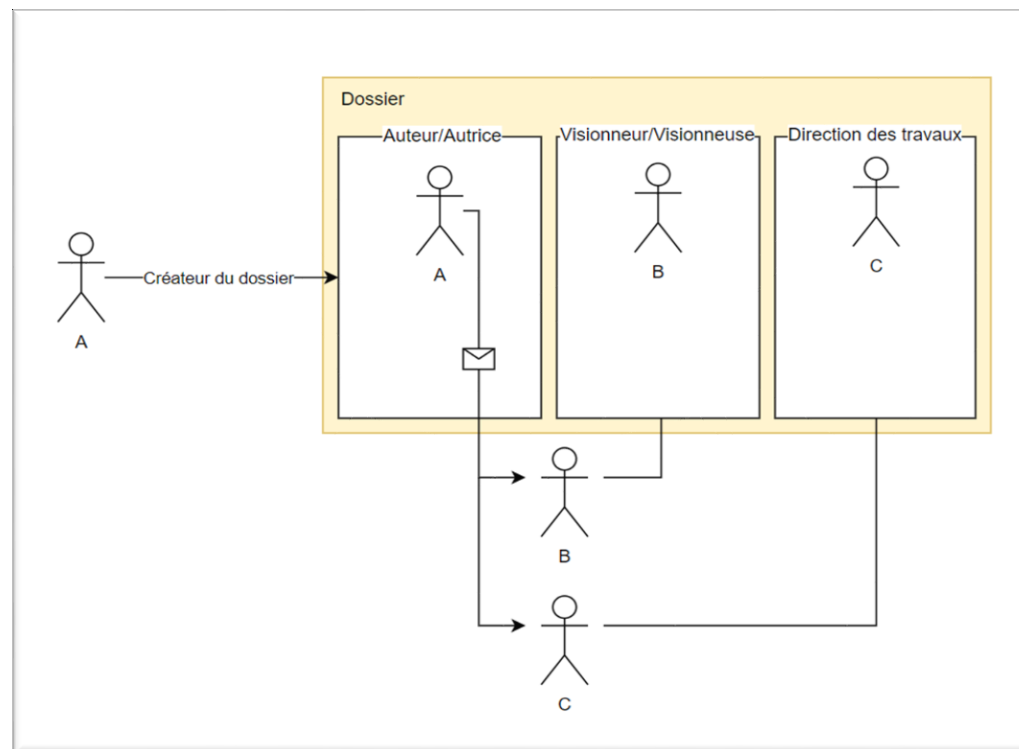 Dossier
Auteur/Autrice
Visionneur/Visionneuse
Direction des travaux
A
B
C
Créateur du dossier
A
B
C